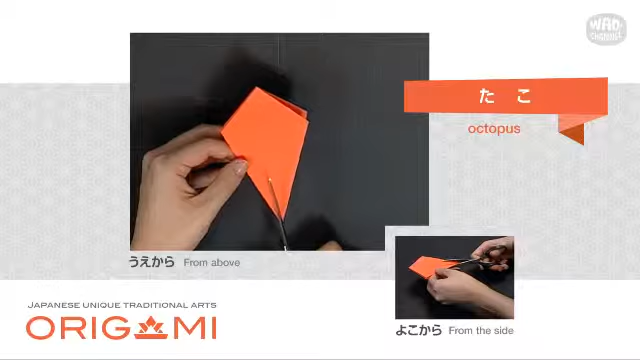 WAO
CHANNEL
た こ
octopus
うえから From above
よこから From the side
JAPANESE UNIQUE TRADITIONAL ARTS
ORIGAMI